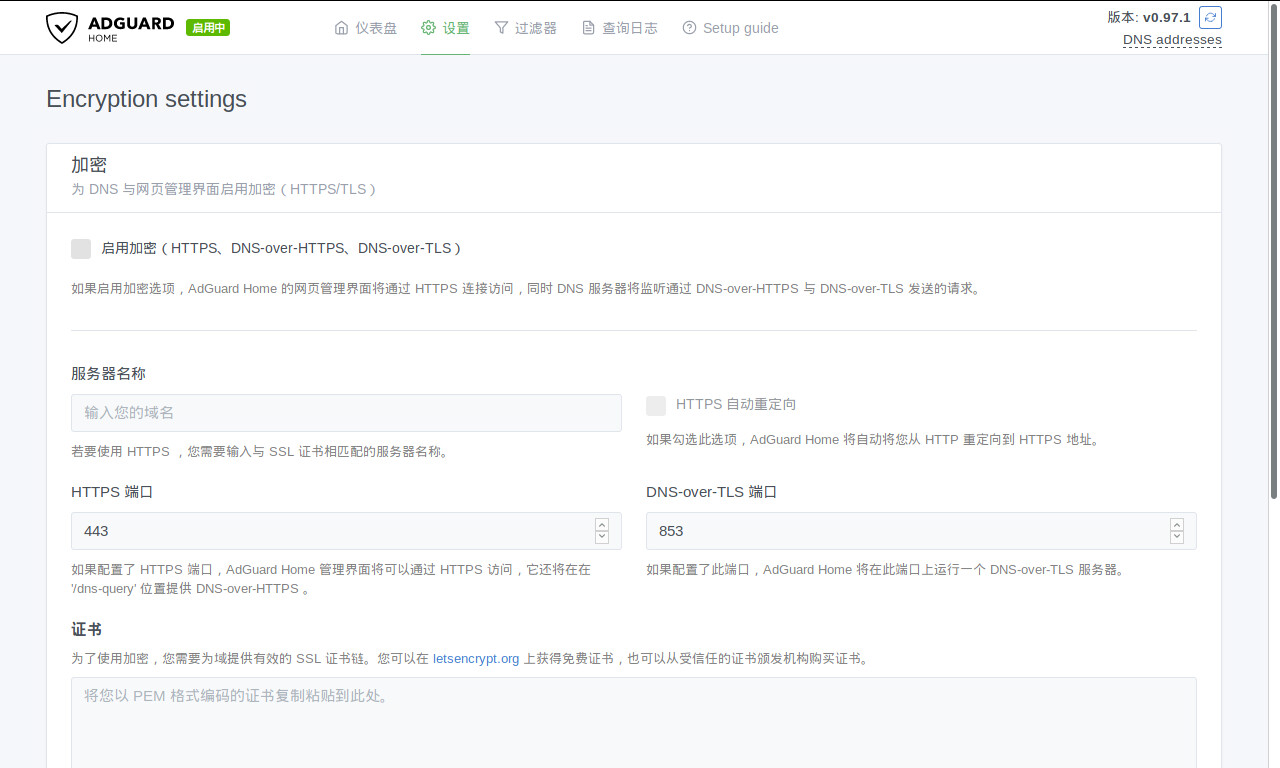 ADGUARD
HOME
启用中
仪表盘
设置
过滤器
查询日志
Setup guide
版本: v0.97.1
DNS addresses
Encryption settings
加密
为 DNS 与网页管理界面启用加密（HTTPS/TLS）
启用加密（HTTPS、DNS-over-HTTPS、DNS-over-TLS）
如果启用加密选项，AdGuard Home 的网页管理界面将通过 HTTPS 连接访问，同时 DNS 服务器将监听通过 DNS-over-HTTPS 与 DNS-over-TLS 发送的请求。
服务器名称
输入您的域名
若要使用 HTTPS ，您需要输入与 SSL 证书相匹配的服务器名称。
HTTPS 自动重定向
如果勾选此选项，AdGuard Home 将自动将您从 HTTP 重定向到 HTTPS 地址。
HTTPS 端口
443
如果配置了 HTTPS 端口，AdGuard Home 管理界面将可以通过 HTTPS 访问，它还将在在
'/dns-query' 位置提供 DNS-over-HTTPS 。
DNS-over-TLS 端口
853
如果配置了此端口，AdGuard Home 将在此端口上运行一个 DNS-over-TLS 服务器。
证书
为了使用加密，您需要为域提供有效的 SSL 证书链。您可以在 letsencrypt.org 上获得免费证书，也可以从受信任的证书颁发机构购买证书。
将您以 PEM 格式编码的证书复制粘贴到此处。